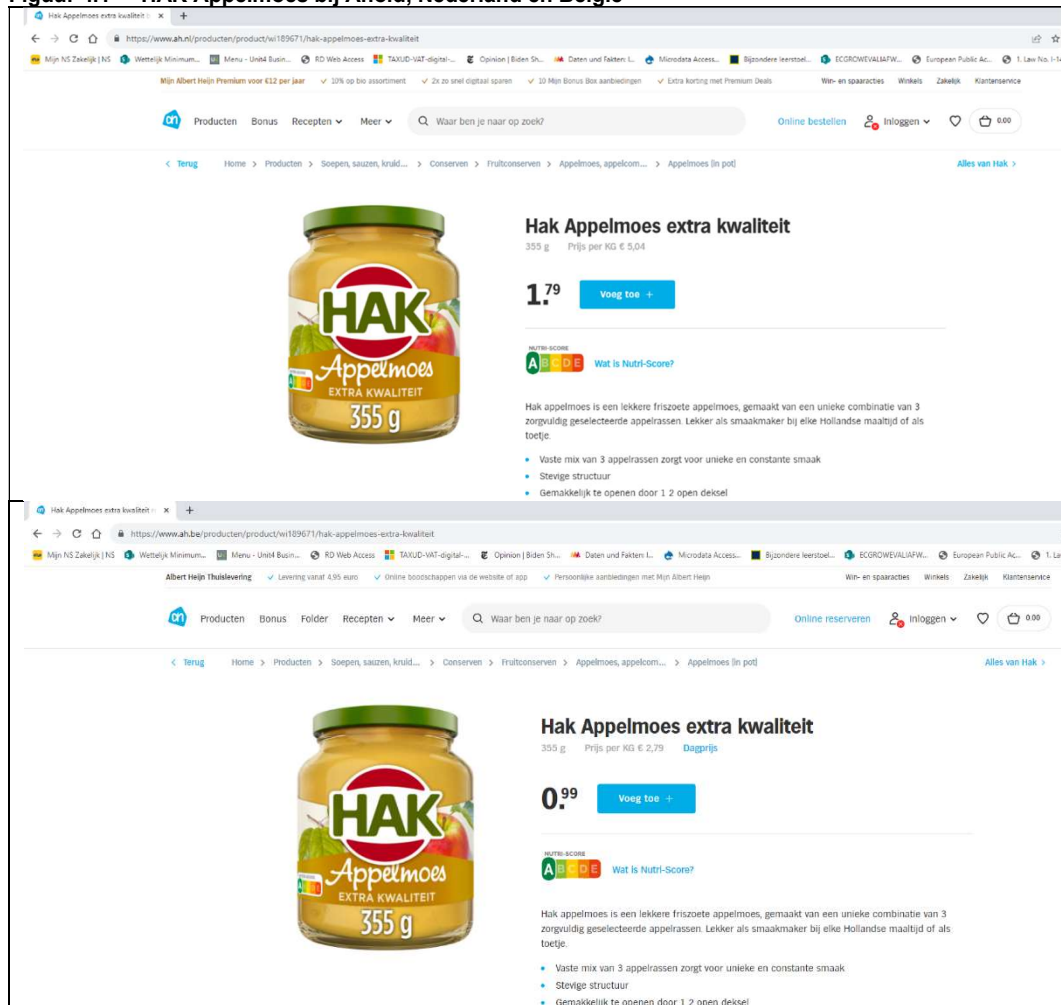 Figuur 4.1 HAK Appelmoes bij Ahold, Nederland en België
Hak Appelmoes extra kwaliteit
https://www.ah.nl/producten/product/wi189671/hak-appelmoes-extra-kwaliteit
Mijn NS Zakelijk | NS Wettelijk Minimum... Menu - Unit4 Busin... RD Web Access TAXUD-VAT-digital-... Opinion | Biden Sh... Daten und Fakten: L... Microdata Access... Bijzondere leerstoel... ECGROWEVALIAFW... European Public Ac... 1. Law No. I-14
Mijn Albert Heijn Premium voor €12 per jaar 10% op bio assortiment 2x zo snel digitaal sparen 10 Mijn Bonus Box aanbiedingen Extra korting met Premium Deals Win- en spaaracties Winkels Zakelijk Klantenservice
Producten Bonus Recepten Meer Waar ben je naar op zoek? Online bestellen Inloggen 0.00
Terug Home > Producten > Soepen, sauzen, kruid... > Conserven > Fruitconserven > Appelmoes, appelcom... > Appelmoes (in pot) Alles van Hak >
Hak Appelmoes extra kwaliteit
355 g Prijs per KG € 5,04
1.79 Voeg toe +
NUTRI-SCORE
A B C D E Wat is Nutri-Score?
HAK
Appelmoes
EXTRA KWALITEIT
355 g
Hak appelmoes is een lekkere friszoete appelmoes, gemaakt van een unieke combinatie van 3
zorgvuldig geselecteerde appelrassen. Lekker als smaakmaker bij elke Hollandse maaltijd of als
toetje.
• Vaste mix van 3 appelrassen zorgt voor unieke en constante smaak
• Stevige structuur
• Gemakkelijk te openen door 1 2 open deksel
Hak Appelmoes extra kwaliteit
https://www.ah.be/producten/product/wi189671/hak-appelmoes-extra-kwaliteit
Mijn NS Zakelijk | NS Wettelijk Minimum... Menu - Unit4 Busin... RD Web Access TAXUD-VAT-digital-... Opinion | Biden Sh... Daten und Fakten: L... Microdata Access... Bijzondere leerstoel... ECGROWEVALIAFW... European Public Ac... 1. La
Albert Heijn Thuislevering Levering vanaf 4,95 euro Online boodschappen via de website of app Persoonlijke aanbiedingen met Mijn Albert Heijn Win- en spaaracties Winkels Zakelijk Klantenservice
Producten Bonus Folder Recepten Meer Waar ben je naar op zoek? Online reserveren Inloggen 0.00
Terug Home > Producten > Soepen, sauzen, kruid... > Conserven > Fruitconserven > Appelmoes, appelcom... > Appelmoes (in pot) Alles van Hak >
Hak Appelmoes extra kwaliteit
355 g Prijs per KG € 2,79 Dagprijs
0.99 Voeg toe +
NUTRI-SCORE
A B C D E Wat is Nutri-Score?
HAK
Appelmoes
EXTRA KWALITEIT
355 g
Hak appelmoes is een lekkere friszoete appelmoes, gemaakt van een unieke combinatie van 3
zorgvuldig geselecteerde appelrassen. Lekker als smaakmaker bij elke Hollandse maaltijd of als
toetje.
• Vaste mix van 3 appelrassen zorgt voor unieke en constante smaak
• Stevige structuur
• Gemakkelijk te openen door 1 2 open deksel